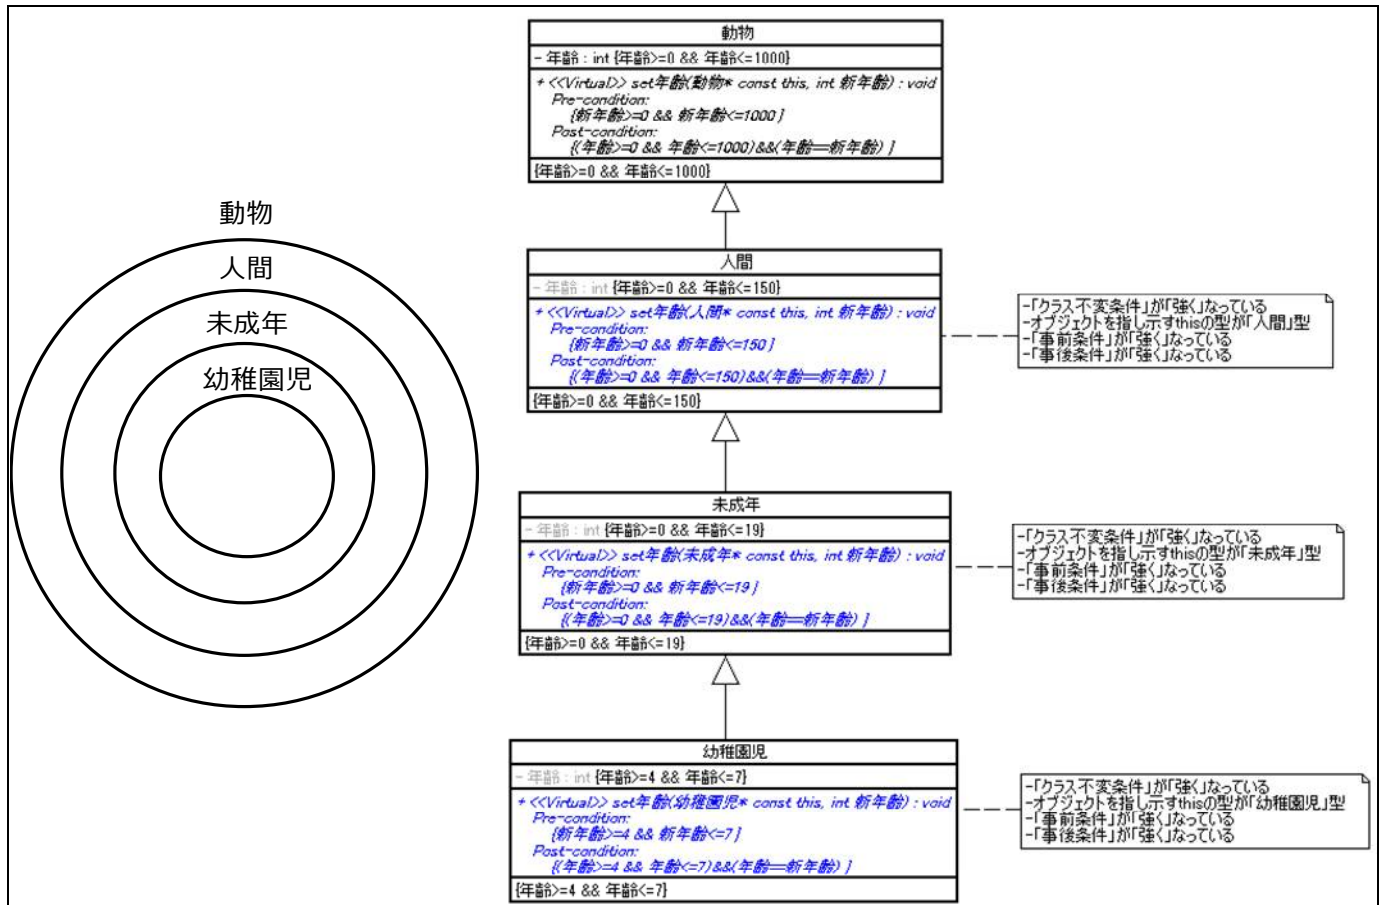 動物
人間
未成年
幼稚園児
動物
- 年齢 : int {年齢>=0 && 年齢<=1000}
+ <<Virtual>> set年齢(動物* const this, int 新年齢) : void
Pre-condition:
{新年齢>=0 && 新年齢<=1000 }
Post-condition:
{(年齢>=0 && 年齢<=1000)&&(年齢==新年齢) }
{年齢>=0 && 年齢<=1000}
人間
- 年齢 : int {年齢>=0 && 年齢<=150}
+ <<Virtual>> set年齢(人間* const this, int 新年齢) : void
Pre-condition:
{新年齢>=0 && 新年齢<=150 }
Post-condition:
{(年齢>=0 && 年齢<=150)&&(年齢==新年齢) }
{年齢>=0 && 年齢<=150}
-「クラス不変条件」が「強く」なっている
-オブジェクトを指し示すthisの型が「人間」型
-「事前条件」が「強く」なっている
-「事後条件」が「強く」なっている
未成年
- 年齢 : int {年齢>=0 && 年齢<=19}
+ <<Virtual>> set年齢(未成年* const this, int 新年齢) : void
Pre-condition:
{新年齢>=0 && 新年齢<=19 }
Post-condition:
{(年齢>=0 && 年齢<=19)&&(年齢==新年齢) }
{年齢>=0 && 年齢<=19}
-「クラス不変条件」が「強く」なっている
-オブジェクトを指し示すthisの型が「未成年」型
-「事前条件」が「強く」なっている
-「事後条件」が「強く」なっている
幼稚園児
- 年齢 : int {年齢>=4 && 年齢<=7}
+ <<Virtual>> set年齢(幼稚園児* const this, int 新年齢) : void
Pre-condition:
{新年齢>=4 && 新年齢<=7 }
Post-condition:
{(年齢>=4 && 年齢<=7)&&(年齢==新年齢) }
{年齢>=4 && 年齢<=7}
-「クラス不変条件」が「強く」なっている
-オブジェクトを指し示すthisの型が「幼稚園児」型
-「事前条件」が「強く」なっている
-「事後条件」が「強く」なっている